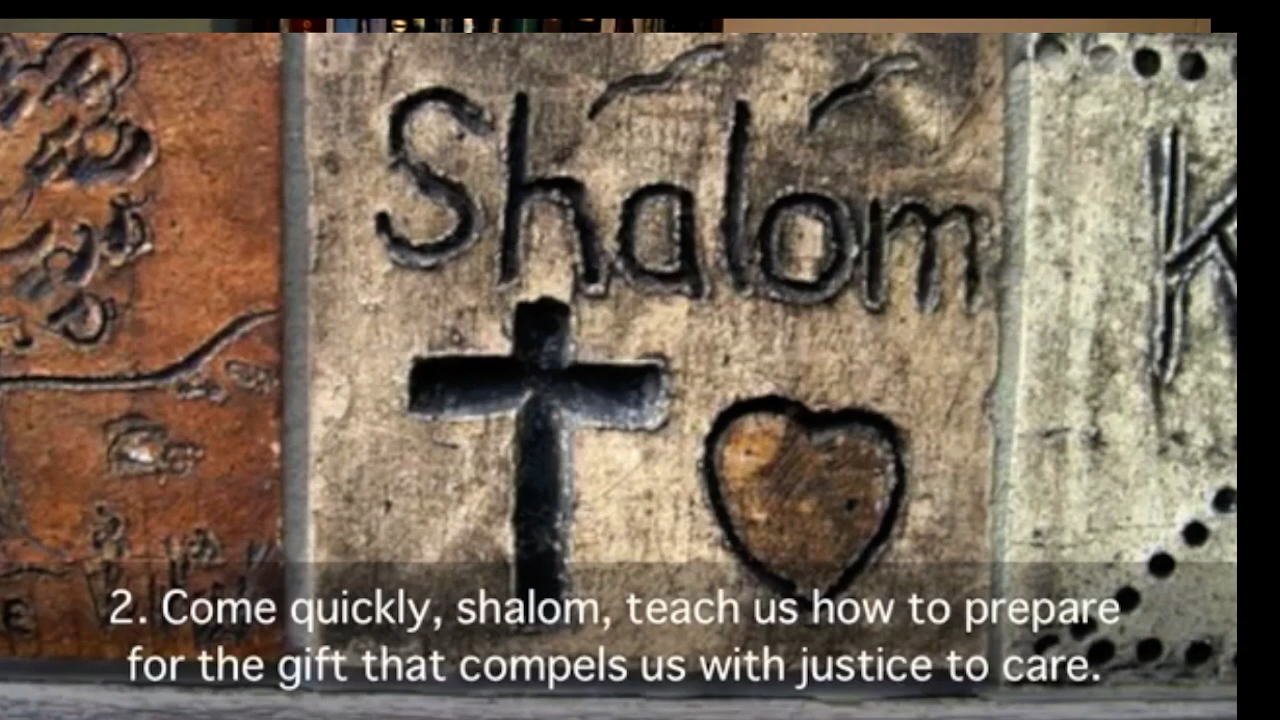 Shalom
K
E
2. Come quickly, shalom, teach us how to prepare
for the gift that compels us with justice to care.